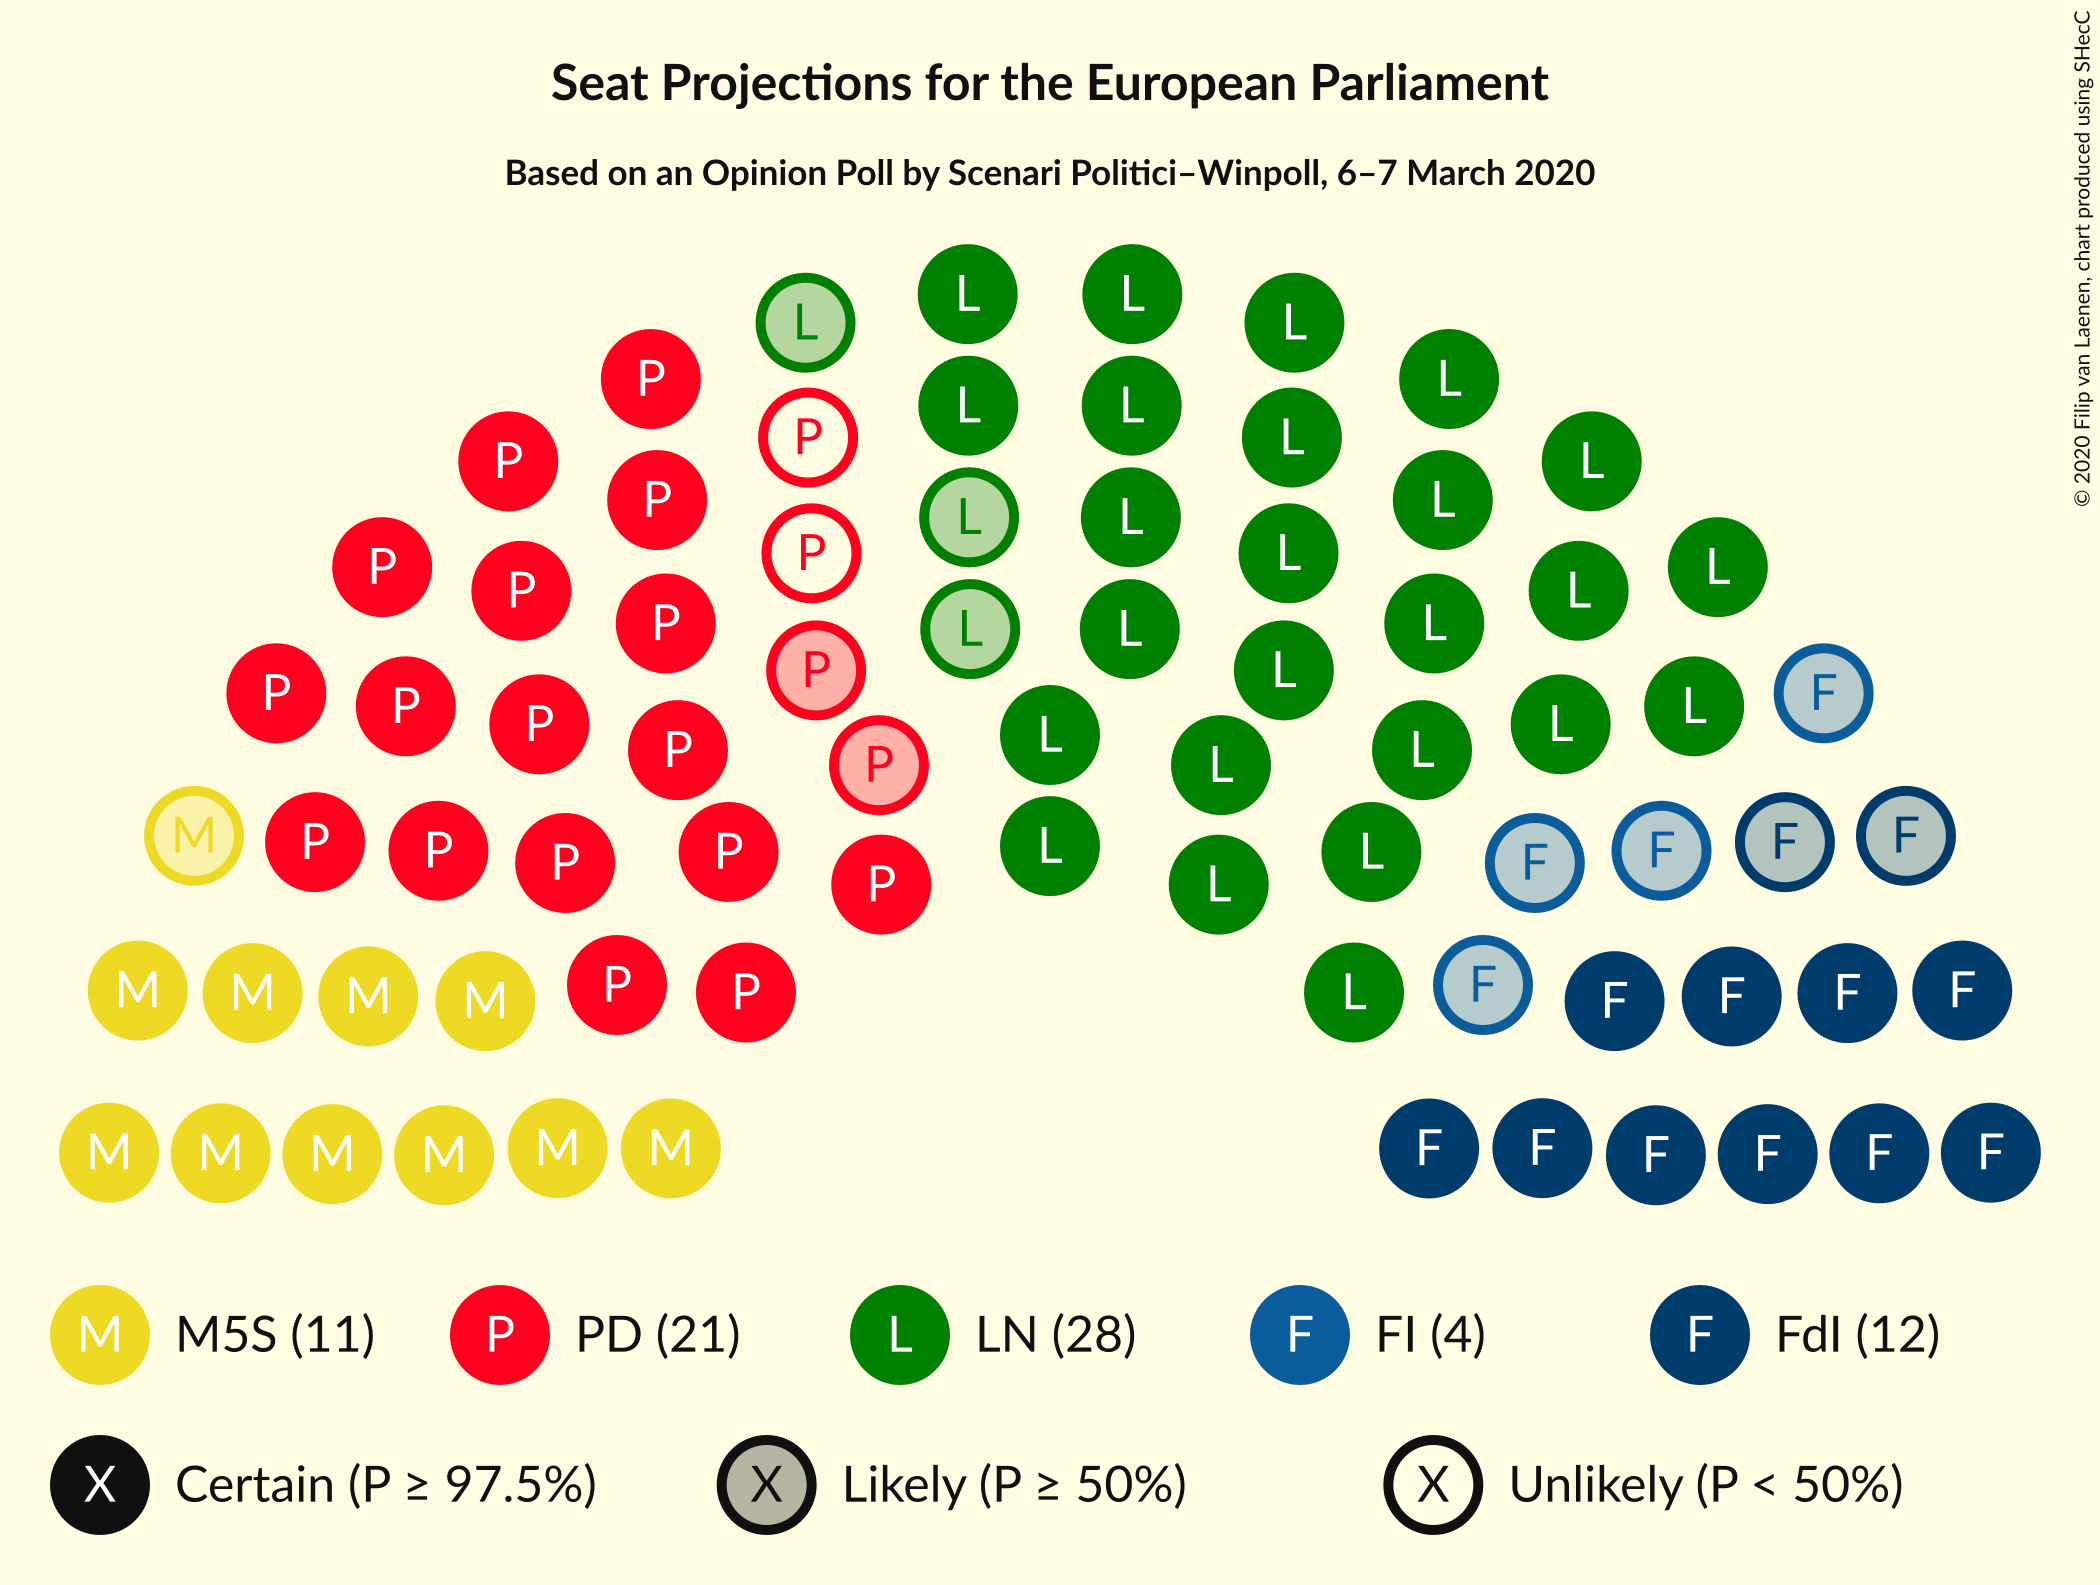 Seat Projections for the European Parliament
Based on an Opinion Poll by Scenari Politici–Winpoll, 6–7 March 2020
© 2020 Filip van Laenen, chart produced using SHecC
L L L L
P L
P L L L P
P P L L L
P L L P
P L L L L
P L L
P L P
P L L F
P P L L
P P L L
P L L
M P P P P P L L L F F F F
M M M M P P L F F F F F
M M M M M M F F F F F F
M M5S (11) P PD (21) L LN (28) F FI (4) F FdI (12)
X Certain (P ≥ 97.5%) X Likely (P ≥ 50%) X Unlikely (P < 50%)